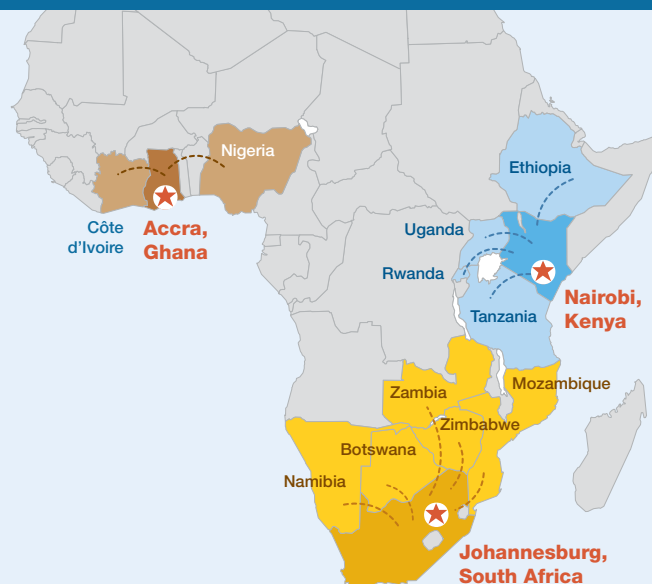 Nigeria
Ethiopia
Côte
d’Ivoire
Accra,
Ghana
Uganda
Rwanda
Nairobi,
Kenya
Tanzania
Zambia
Mozambique
Zimbabwe
Botswana
Namibia
Johannesburg,
South Africa